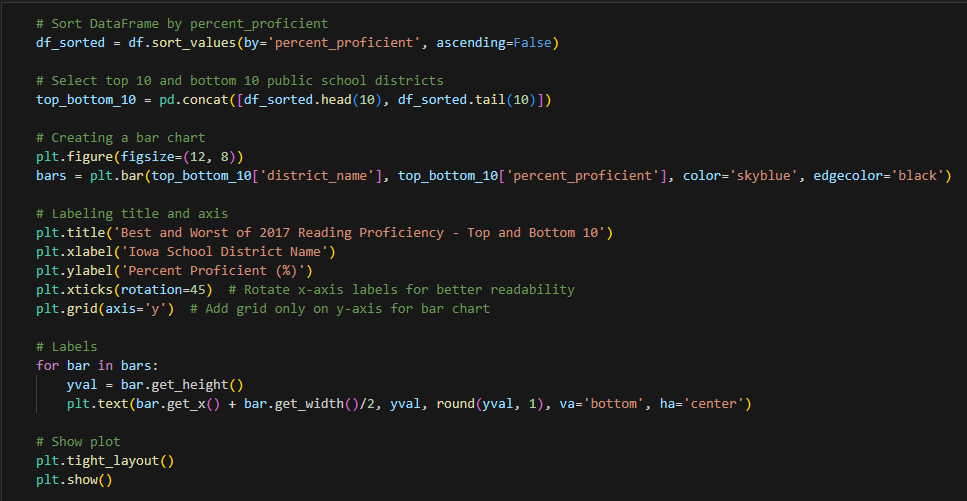 # Sort DataFrame by percent_proficient
df_sorted = df.sort_values(by='percent_proficient', ascending=False)

# Select top 10 and bottom 10 public school districts
top_bottom_10 = pd.concat([df_sorted.head(10), df_sorted.tail(10)])

# Creating a bar chart
plt.figure(figsize=(12, 8))
bars = plt.bar(top_bottom_10['district_name'], top_bottom_10['percent_proficient'], color='skyblue', edgecolor='black')

# Labeling title and axis
plt.title('Best and Worst of 2017 Reading Proficiency - Top and Bottom 10')
plt.xlabel('Iowa School District Name')
plt.ylabel('Percent Proficient (%)')
plt.xticks(rotation=45)  # Rotate x-axis labels for better readability
plt.grid(axis='y')  # Add grid only on y-axis for bar chart

# Labels
for bar in bars:
    yval = bar.get_height()
    plt.text(bar.get_x() + bar.get_width()/2, yval, round(yval, 1), va='bottom', ha='center')

# Show plot
plt.tight_layout()
plt.show()